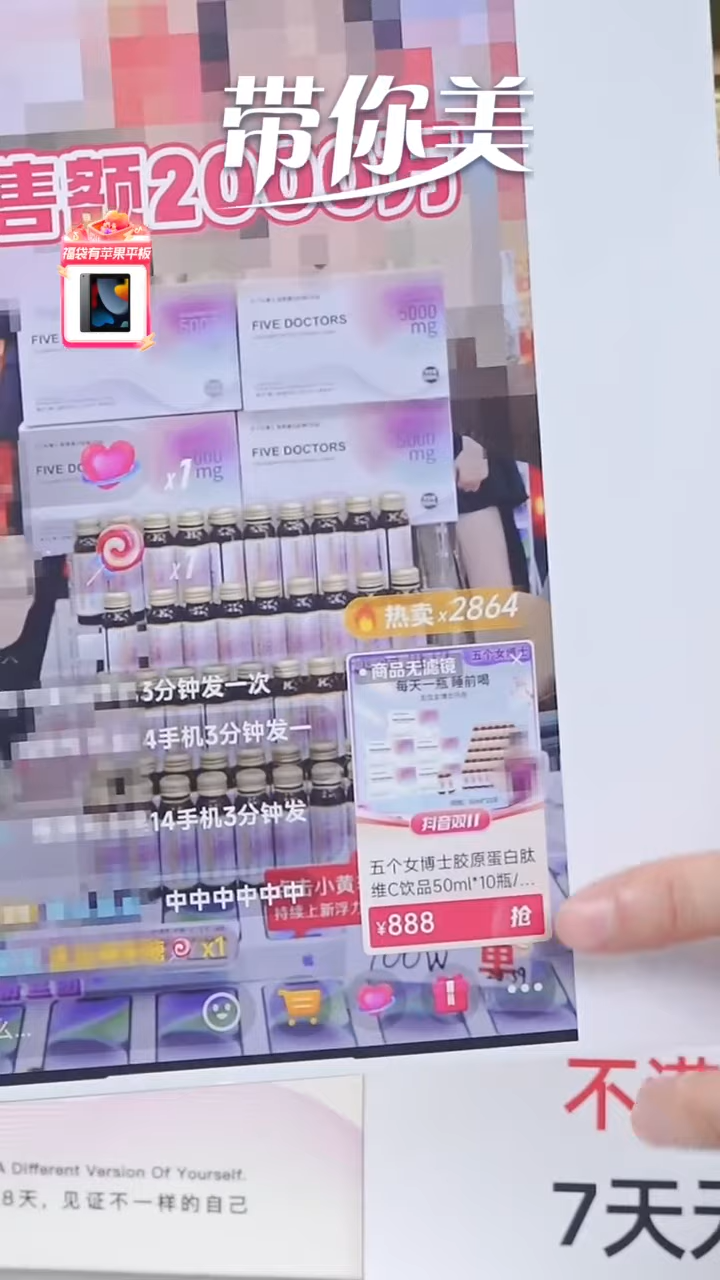 带你美
售额2000万
福袋有苹果平板
FIVE DOCTORS
5000
mg
FIVE DOCTORS
5000
mg
x1
x1
热卖x2864
3分钟发一次
4手机3分钟发一
14手机3分钟发
中中中中中中
商品无滤镜
五个女博士
每天一瓶 睡前喝
抖音双11
五个女博士胶原蛋白肽
维C饮品50ml*10瓶/...
¥888
抢
击小黄
持续上新浮力
x1
100W
单
A Different Version Of Yourself.
8天，见证不一样的自己
不满
7天